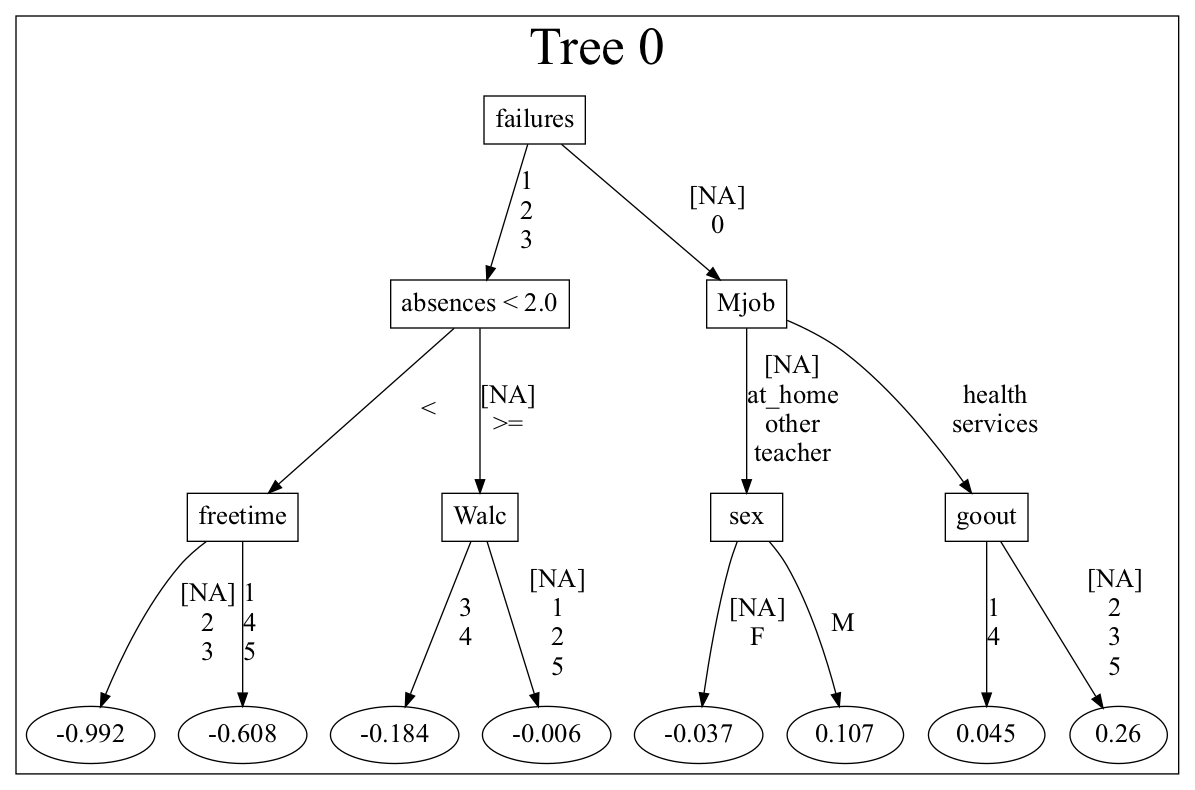 Tree 0
failures
1
2
3
[NA]
0
absences < 2.0
Mjob
<
[NA]
>=
[NA]
at_home
other
teacher
health
services
freetime
Walc
sex
goout
[NA]
2
3
1
4
5
3
4
[NA]
1
2
5
[NA]
F
M
1
4
[NA]
2
3
5
-0.992
-0.608
-0.184
-0.006
-0.037
0.107
0.045
0.26